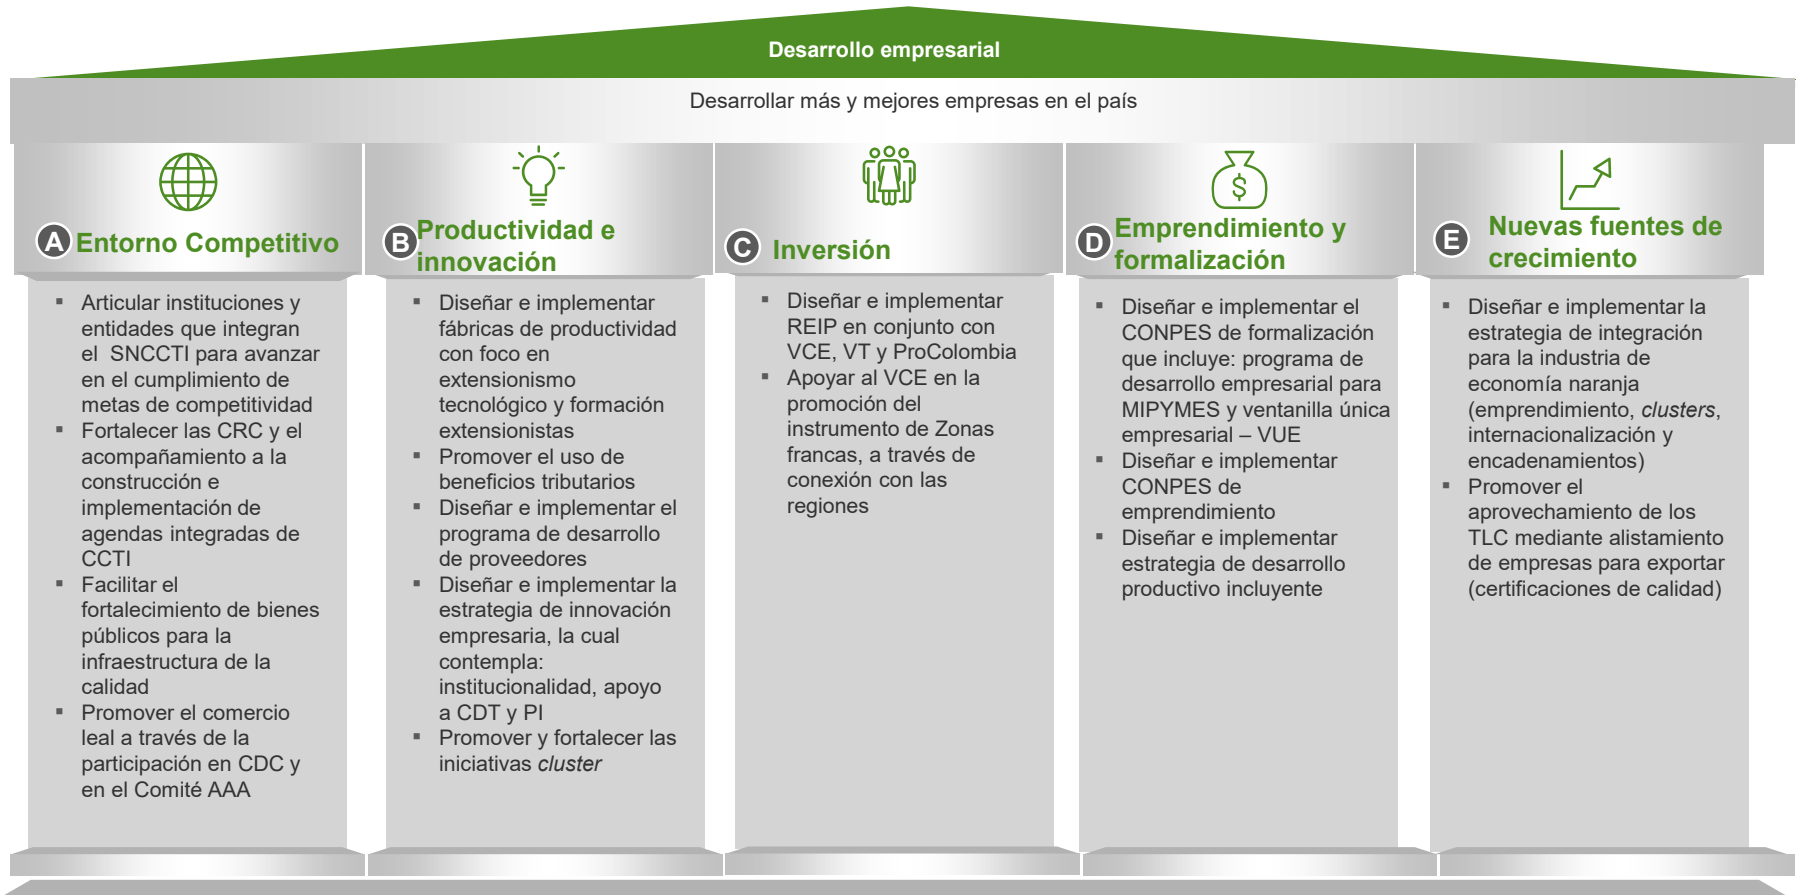 Desarrollo empresarial
Desarrollar más y mejores empresas en el país
A Entorno Competitivo
▪ Articular instituciones y
entidades que integran
el SNCCTI para avanzar
en el cumplimiento de
metas de competitividad
▪ Fortalecer las CRC y el
acompañamiento a la
construcción e
implementación de
agendas integradas de
CCTI
▪ Facilitar el
fortalecimiento de bienes
públicos para la
infraestructura de la
calidad
▪ Promover el comercio
leal a través de la
participación en CDC y
en el Comité AAA
B Productividad e
innovación
▪ Diseñar e implementar
fábricas de productividad
con foco en
extensionismo
tecnológico y formación
extensionistas
▪ Promover el uso de
beneficios tributarios
▪ Diseñar e implementar el
programa de desarrollo
de proveedores
▪ Diseñar e implementar la
estrategia de innovación
empresaria, la cual
contempla:
institucionalidad, apoyo
a CDT y PI
▪ Promover y fortalecer las
iniciativas cluster
C Inversión
▪ Diseñar e implementar
REIP en conjunto con
VCE, VT y ProColombia
▪ Apoyar al VCE en la
promoción del
instrumento de Zonas
francas, a través de
conexión con las
regiones
$
D Emprendimiento y
formalización
▪ Diseñar e implementar el
CONPES de formalización
que incluye: programa de
desarrollo empresarial para
MIPYMES y ventanilla única
empresarial – VUE
▪ Diseñar e implementar
CONPES de
emprendimiento
▪ Diseñar e implementar
estrategia de desarrollo
productivo incluyente
E Nuevas fuentes de
crecimiento
▪ Diseñar e implementar la
estrategia de integración
para la industria de
economía naranja
(emprendimiento, clusters,
internacionalización y
encadenamientos)
▪ Promover el
aprovechamiento de los
TLC mediante alistamiento
de empresas para exportar
(certificaciones de calidad)